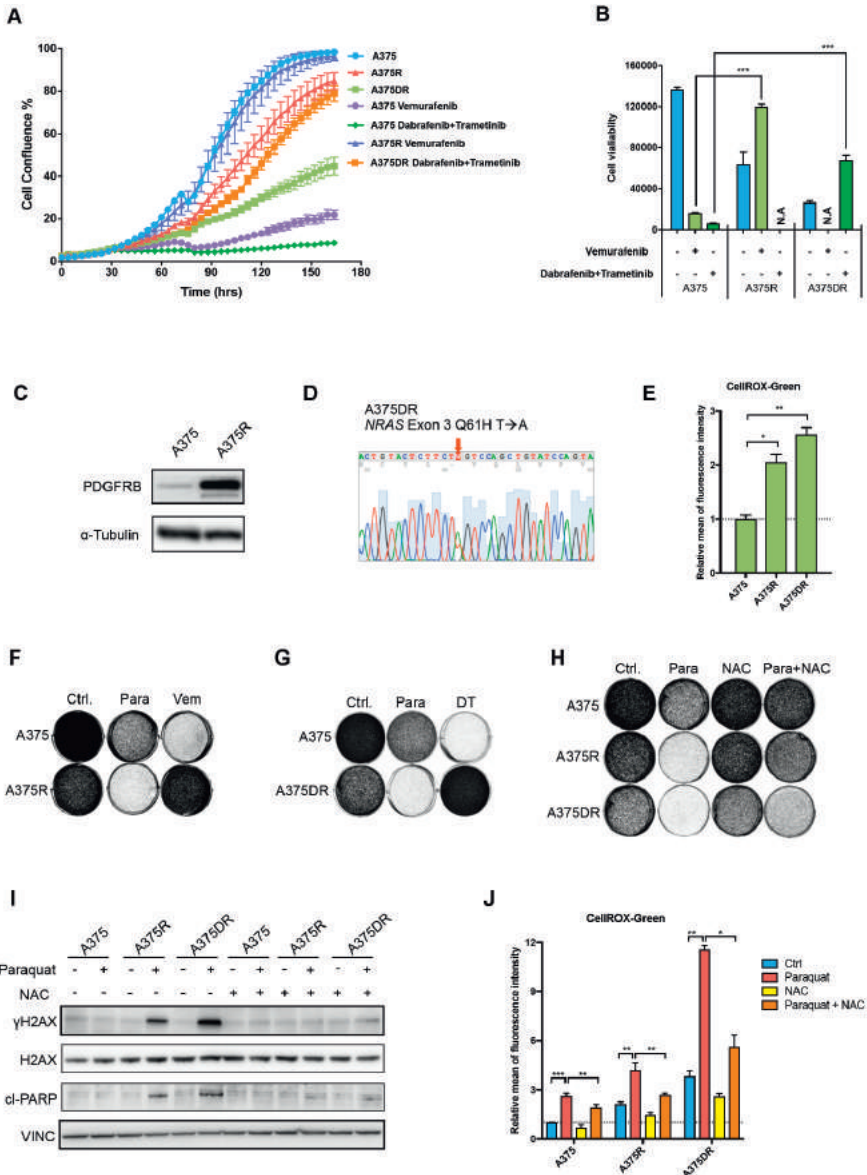 A
Cell Confluence %
100
80
60
40
20
0
0 30 60 90 120 150 180
Time (hrs)
A375
A375R
A375DR
A375 Vemurafenib
A375 Dabrafenib+Trametinib
A375R Vemurafenib
A375DR Dabrafenib+Trametinib
B
Cell vialiability
160000
120000
80000
40000
0
***
***
N.A
N.A
Vemurafenib - + - - + - - - -
Dabrafenib+Trametinib - - + - - + - - +
A375 A375R A375DR
C
A375 A375R
PDGFRB
α-Tubulin
D
A375DR
NRAS Exon 3 Q61H T→A
E
CellROX-Green
Relative mean of fluorescence intensity
3
2
1
0
**
*
A375 A375R A375DR
F
Ctrl. Para Vem
A375
A375R
G
Ctrl. Para DT
A375
A375DR
H
Ctrl. Para NAC Para+NAC
A375
A375R
A375DR
I
A375 A375R A375DR A375 A375R A375DR
Paraquat - + - + - + - + - + - +
NAC - - - - - - + + + + + +
γH2AX
H2AX
cl-PARP
VINC
J
CellROX-Green
Relative mean of fluorescence intensity
12
9
6
3
0
*** **
** **
** *
A375 A375R A375DR
Ctrl
Paraquat
NAC
Paraquat + NAC